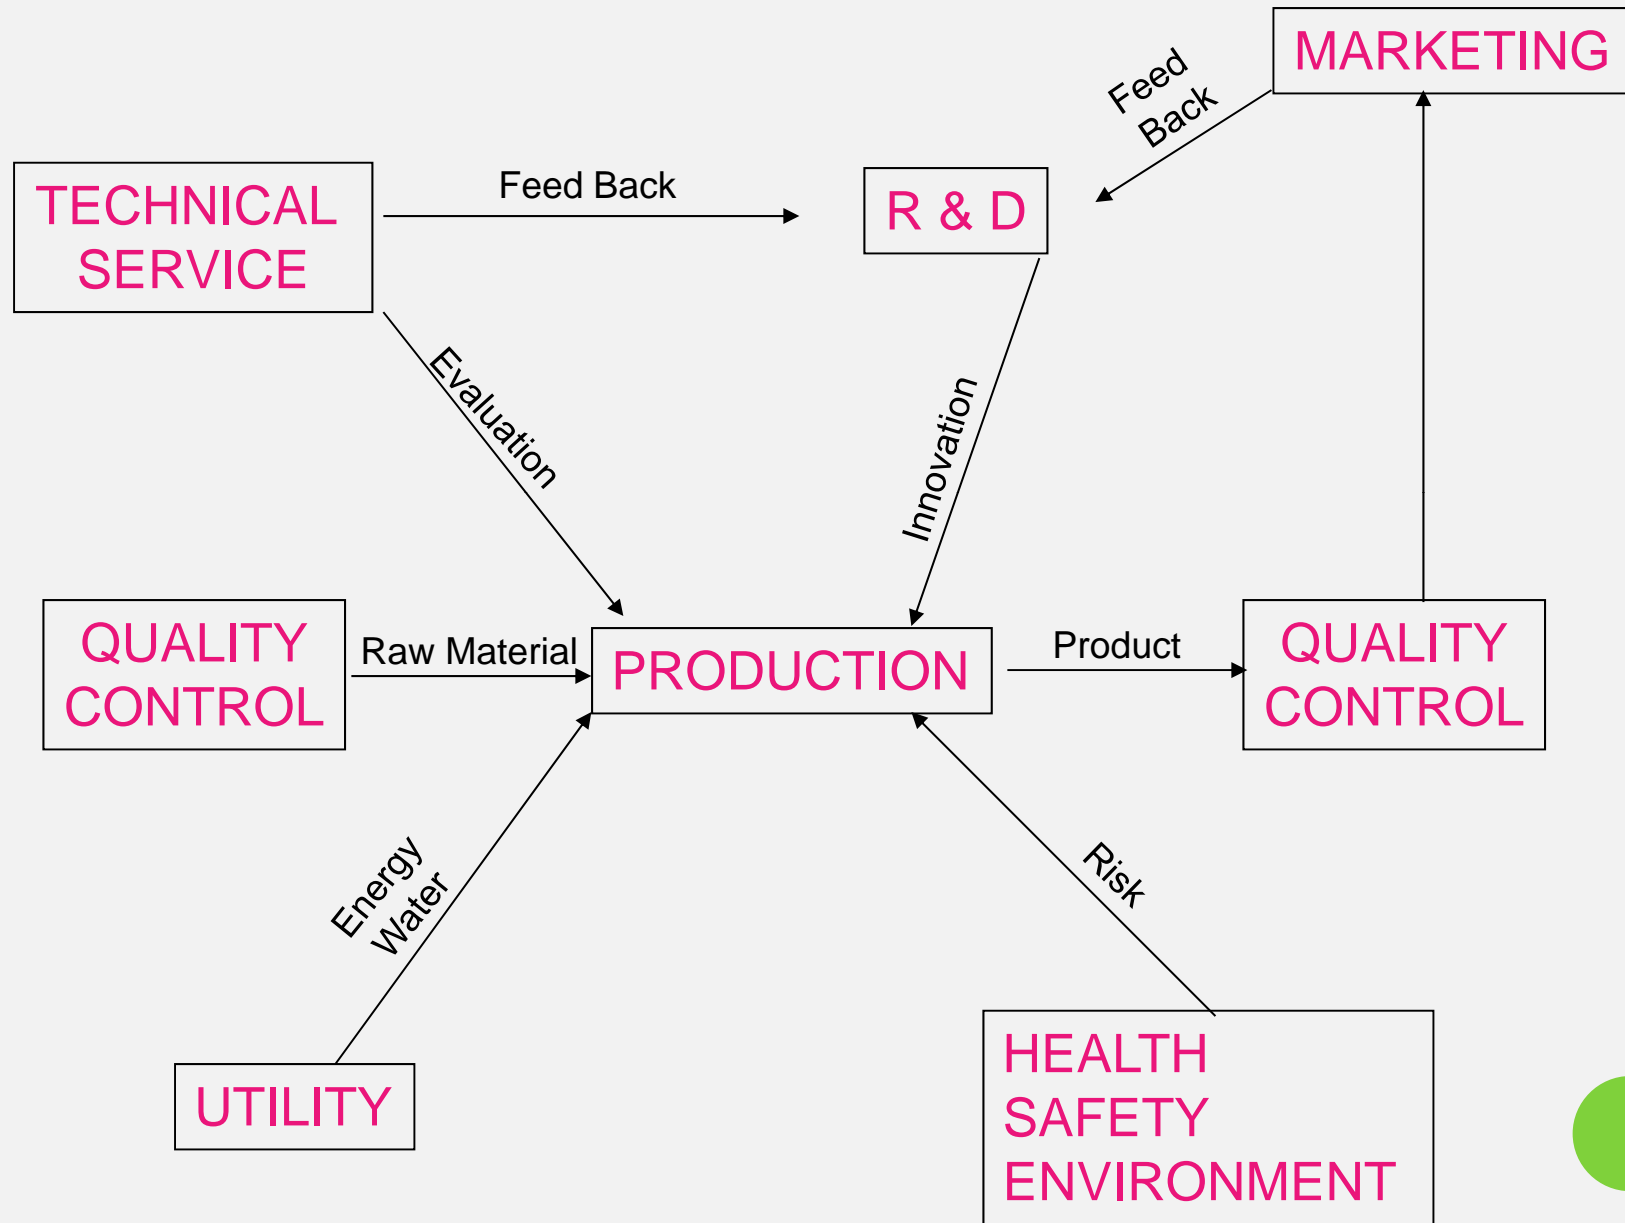 MARKETING
Feed
Back
TECHNICAL
SERVICE
Feed Back
R & D
Evaluation
Innovation
QUALITY
CONTROL
Raw Material
PRODUCTION
Product
QUALITY
CONTROL
Energy
Water
Risk
UTILITY
HEALTH
SAFETY
ENVIRONMENT